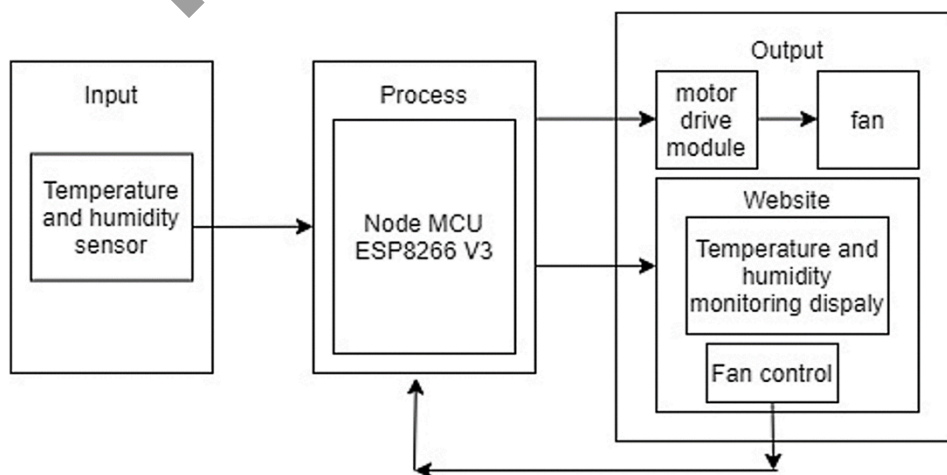 Input
Temperature
and humidity
sensor
Process
Node MCU
ESP8266 V3
Output
motor
drive
module
fan
Website
Temperature and
humidity
monitoring dispaly
Fan control